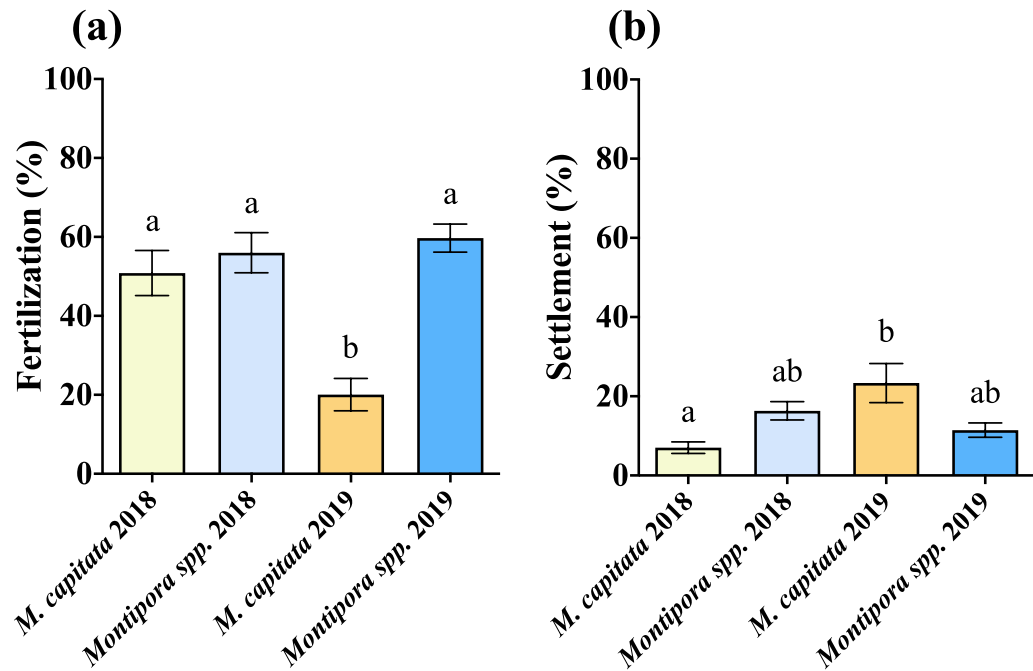 (a)
Fertilization (%)
100
80
60
40
20
0
a
a
b
a
M. capitata 2018
Montipora spp. 2018
M. capitata 2019
Montipora spp. 2019
(b)
Settlement (%)
100
80
60
40
20
0
a
ab
b
ab
M. capitata 2018
Montipora spp. 2018
M. capitata 2019
Montipora spp. 2019